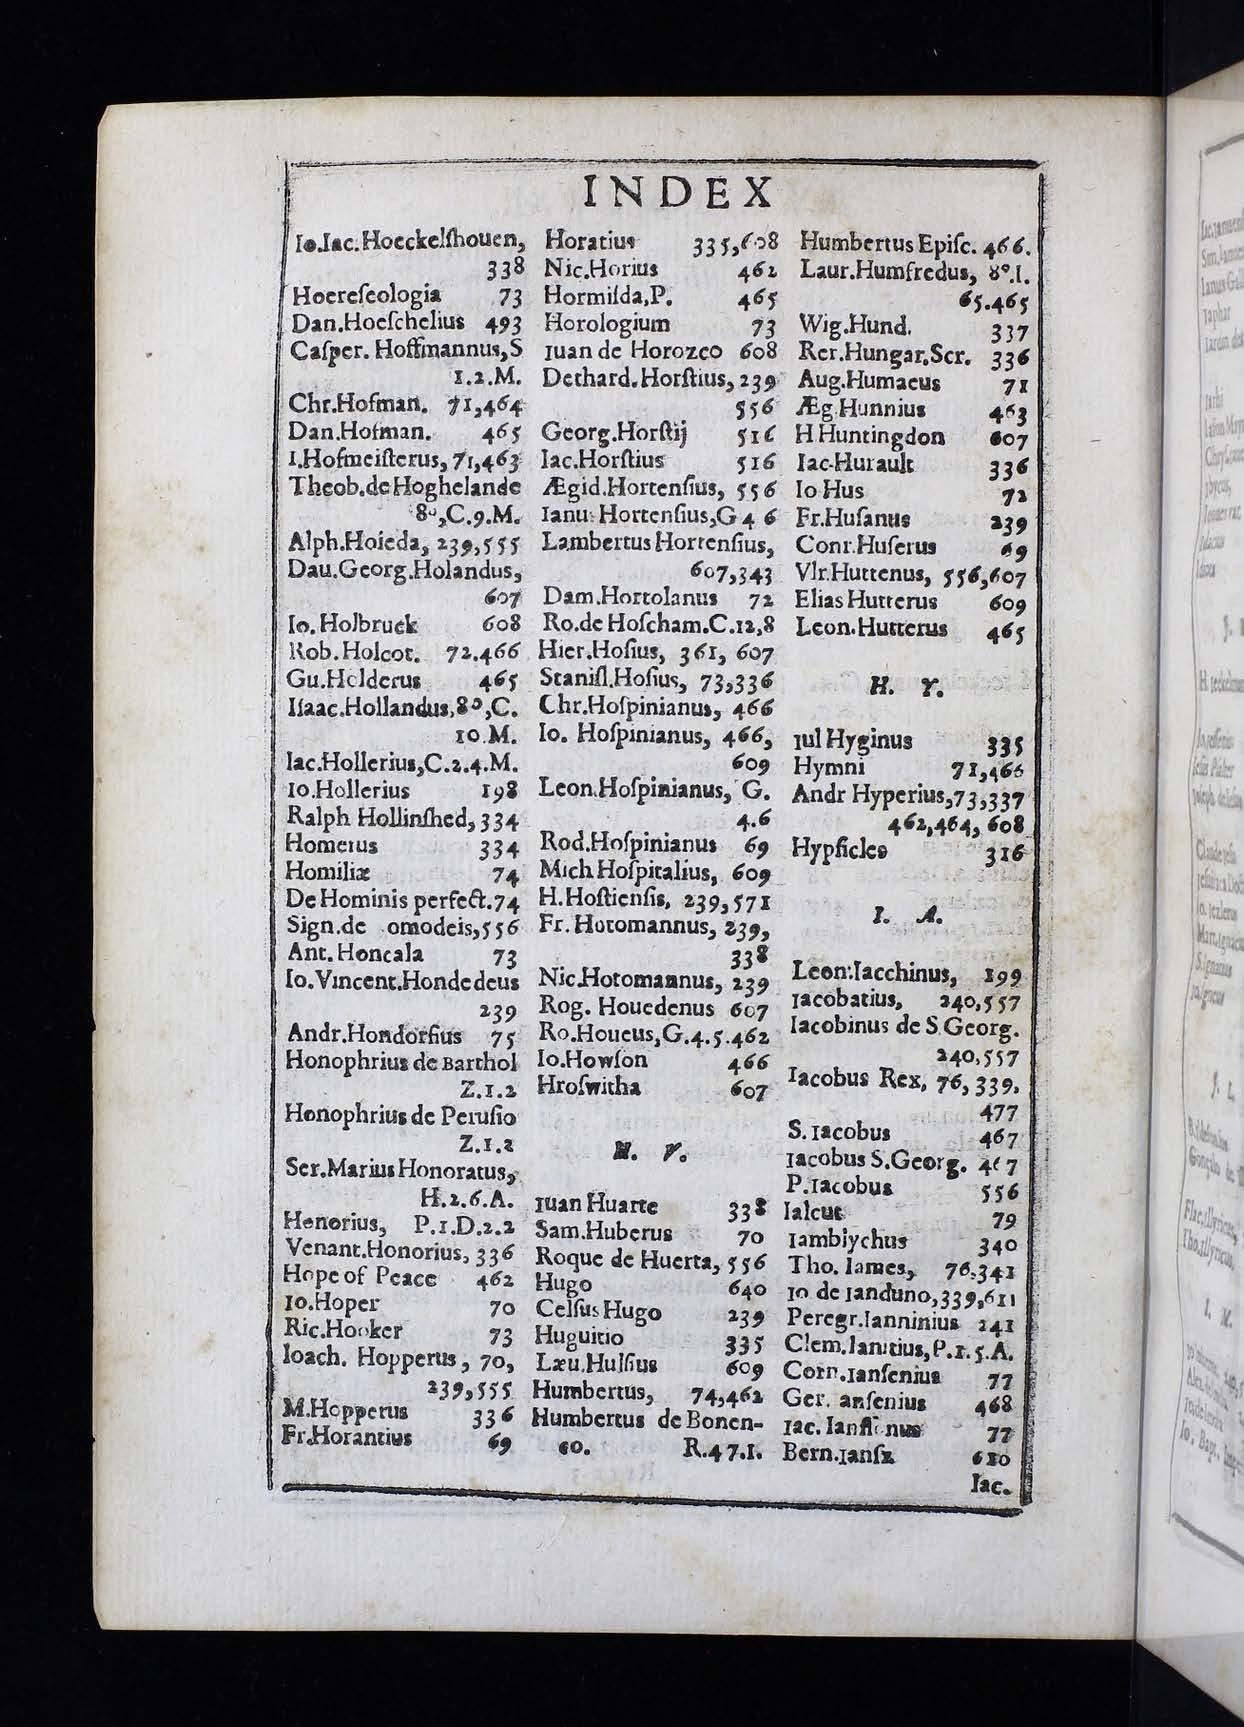 INDEX
Io.Iac.Hoeckelſhouen,
338
Hoereſeologia 73
Dan.Hoeſchelius 493
Caſper. Hoffmannus,S
1.2.M.
Chr.Hofman. 71,464
Dan.Hofman. 465
I.Hofmeiſterus, 71,463
Theob.de Hoghelande
8º,C.9.M.
Alph.Hoieda, 239,555
Dau.Georg.Holandus,
607
Io. Holbruck 608
Rob. Holcot. 72.466
Gu.Holderus 465
Iſaac.Hollandus,8º,C.
10.M.
Iac.Hollerius,C.2.4.M.
Io.Hollerius 198
Ralph Hollinſhed, 334
Homerus 334
Homiliæ 74
De Hominis perfect.74
Sign.de omodeis,556
Ant. Honcala 73
Io.Vincent.Hondedeus
239
Andr.Hondorfius 75
Honophrius de Barthol
Z.1.2
Honophrius de Peruſio
Z.1.2
Ser.Marius Honoratus,
H.2.6.A.
Honorius, P.1.D.2.2
Venant.Honorius, 336
Hope of Peace 462
Io.Hoper 70
Ric.Hooker 73
Ioach. Hopperus, 70,
239,555
M.Hopperus 336
Fr.Horantius 69
Horatius 335,608
Nic.Horius 462
Hormiſda,P. 465
Horologium 73
Iuan de Horozco 608
Dethard.Horſtius, 239
556
Georg.Horſtij 516
Iac.Horſtius 516
Ægid.Hortenſius, 556
Ianus Hortenſius,G 4 6
Lambertus Hortenſius,
607,343
Dam.Hortolanus 72
Ro.de Hoſcham.C.12,8
Hier.Hoſius, 361, 607
Staniſl.Hoſius, 73,336
Chr.Hoſpinianus, 466
Io. Hoſpinianus, 466,
609
Leon.Hoſpinianus, G.
4.6
Rod.Hoſpinianus 69
Mich Hoſpitalius, 609
H.Hoſtienſis, 239,571
Fr. Hotomannus, 239,
338
Nic.Hotomannus, 239
Rog. Houedenus 607
Ro.Houeus,G.4.5.462
Io.Howſon 466
Hroſwitha 607
H. V.
Iuan Huarte 338
Sam.Huberus 70
Roque de Huerta, 556
Hugo 640
Celſus Hugo 239
Huguitio 335
Læu.Hulſius 609
Humbertus, 74,462
Humbertus de Bonen-
co. R.47.1.
Humbertus Epiſc. 466.
Laur.Humfredus, 8º.I.
65.465
Wig.Hund. 337
Rer.Hungar.Scr. 336
Aug.Humaeus 71
Æg Hunnius 463
H Huntingdon 607
Iac.Hurault 336
Io Hus 72
Fr.Huſanus 239
Conr.Huſerus 69
Vlr.Huttenus, 556,607
Elias Hutterus 609
Leon.Hutterus 465
H. Y.
Iul Hyginus 335
Hymni 71,466
Andr Hyperius,73,337
462,464, 608
Hypſicles 316
I. A.
Leon.Iacchinus, 199
Iacobatius, 240,557
Iacobinus de S.Georg.
240,557
Iacobus Rex, 76, 339,
477
S. Iacobus 467
Iacobus S.Georg. 467
P.Iacobus 556
Ialcut 79
Iamblychus 340
Tho. Iames, 76.341
Io de Ianduno,339,611
Peregr.Ianninius 241
Clem.Ianitius,P.1.5.A.
Corn.Ianſenius 77
Ger. anſenius 468
Iac. Ianſſ nus 77
Bern.Ianſz 610
Iac.